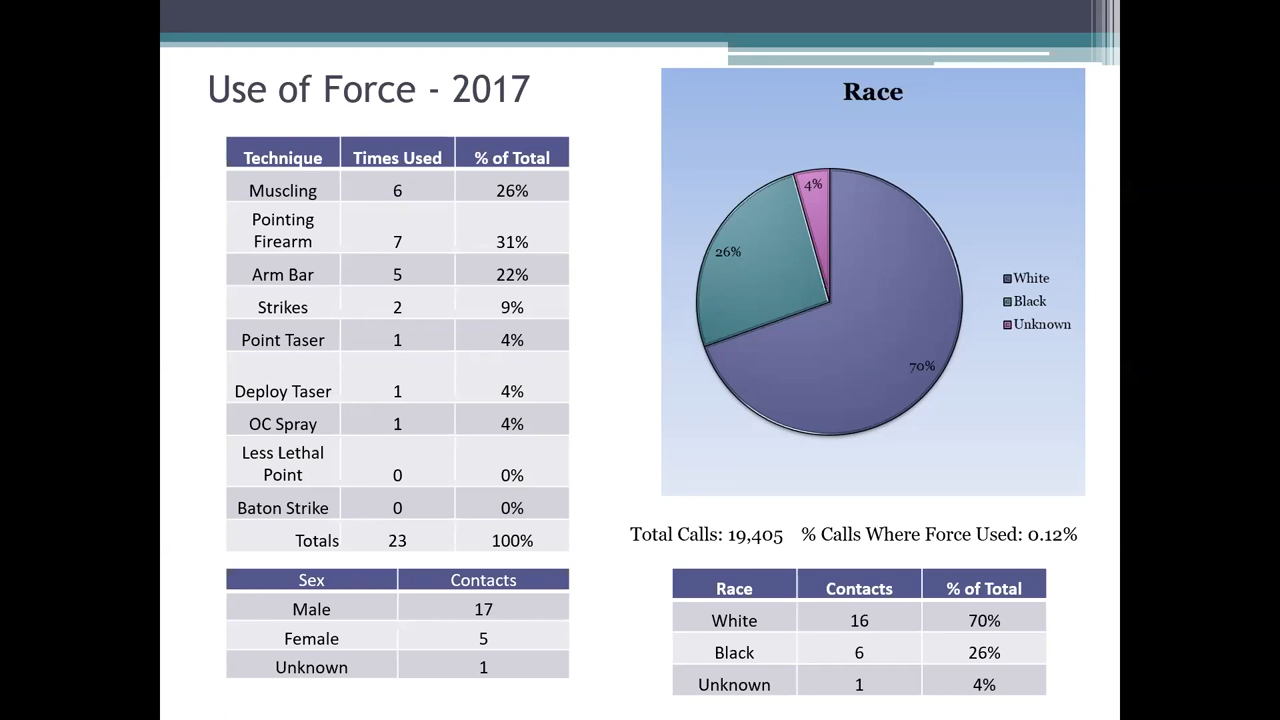 Use of Force - 2017
Technique Times Used % of Total
Muscling 6 26%
Pointing
Firearm 7 31%
Arm Bar 5 22%
Strikes 2 9%
Point Taser 1 4%
Deploy Taser 1 4%
OC Spray 1 4%
Less Lethal
Point 0 0%
Baton Strike 0 0%
Totals 23 100%
Sex Contacts
Male 17
Female 5
Unknown 1
Race
4%
26%
70%
White
Black
Unknown
Total Calls: 19,405 % Calls Where Force Used: 0.12%
Race Contacts % of Total
White 16 70%
Black 6 26%
Unknown 1 4%